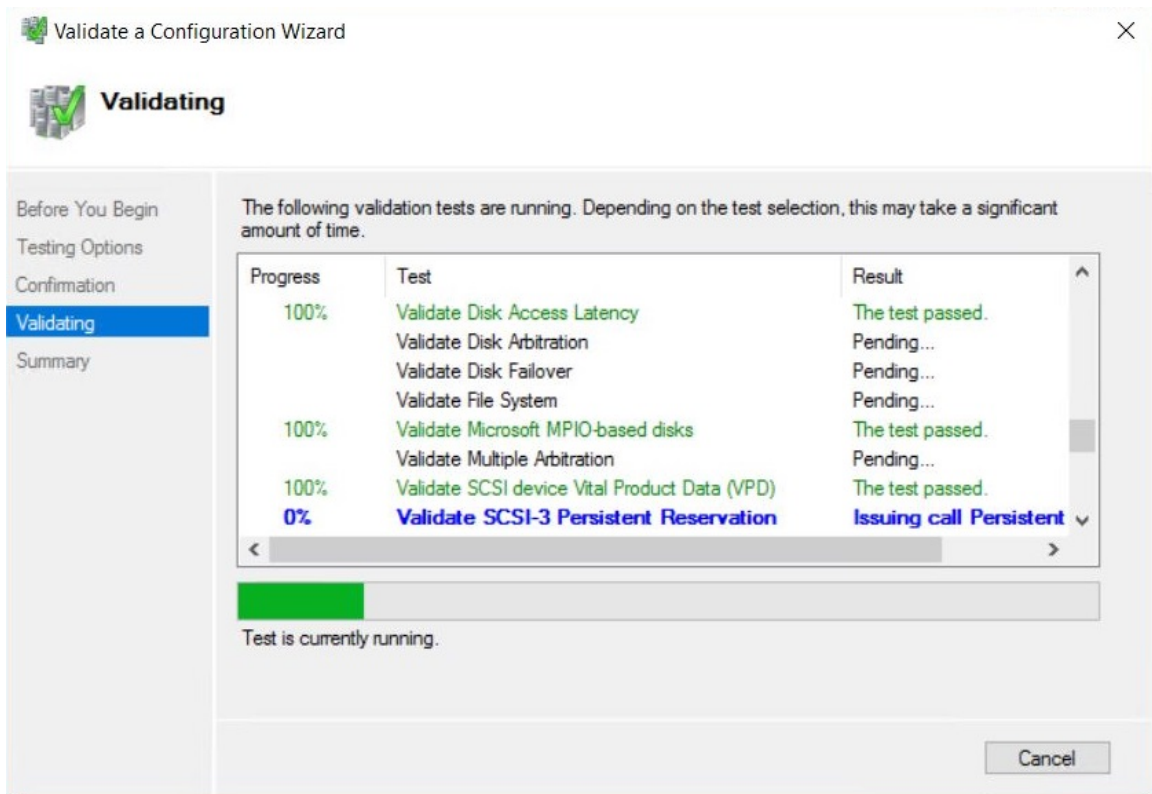 Validate a Configuration Wizard
Validating
Before You Begin
Testing Options
Confirmation
Validating
Summary
The following validation tests are running. Depending on the test selection, this may take a significant
amount of time.
Progress Test Result
100% Validate Disk Access Latency The test passed.
Validate Disk Arbitration Pending...
Validate Disk Failover Pending...
Validate File System Pending...
100% Validate Microsoft MPIO-based disks The test passed.
Validate Multiple Arbitration Pending...
100% Validate SCSI device Vital Product Data (VPD) The test passed.
0% Validate SCSI-3 Persistent Reservation Issuing call Persistent
Test is currently running.
Cancel